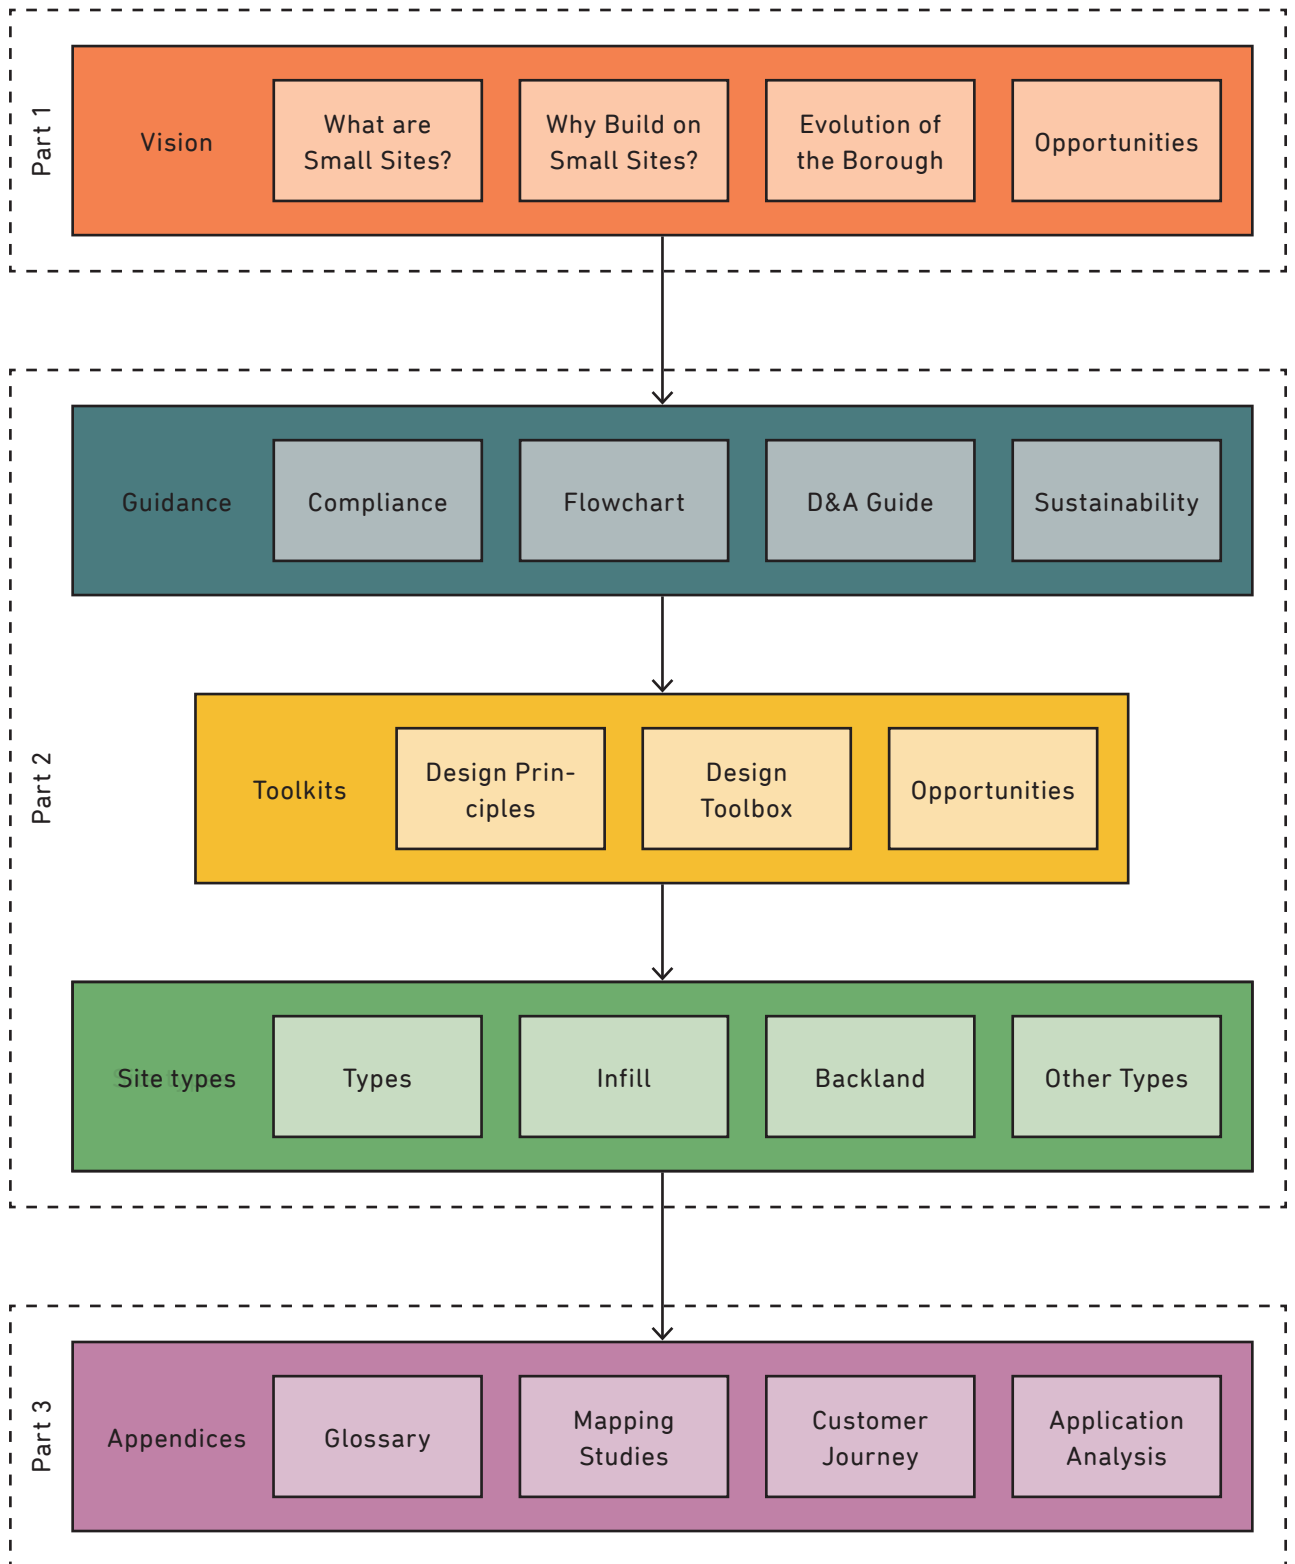 Part 1
Vision
What are
Small Sites?
Why Build on
Small Sites?
Evolution of
the Borough
Opportunities
Part 2
Guidance
Compliance
Flowchart
D&A Guide
Sustainability
Toolkits
Design Prin-
ciples
Design
Toolbox
Opportunities
Site types
Types
Infill
Backland
Other Types
Part 3
Appendices
Glossary
Mapping
Studies
Customer
Journey
Application
Analysis